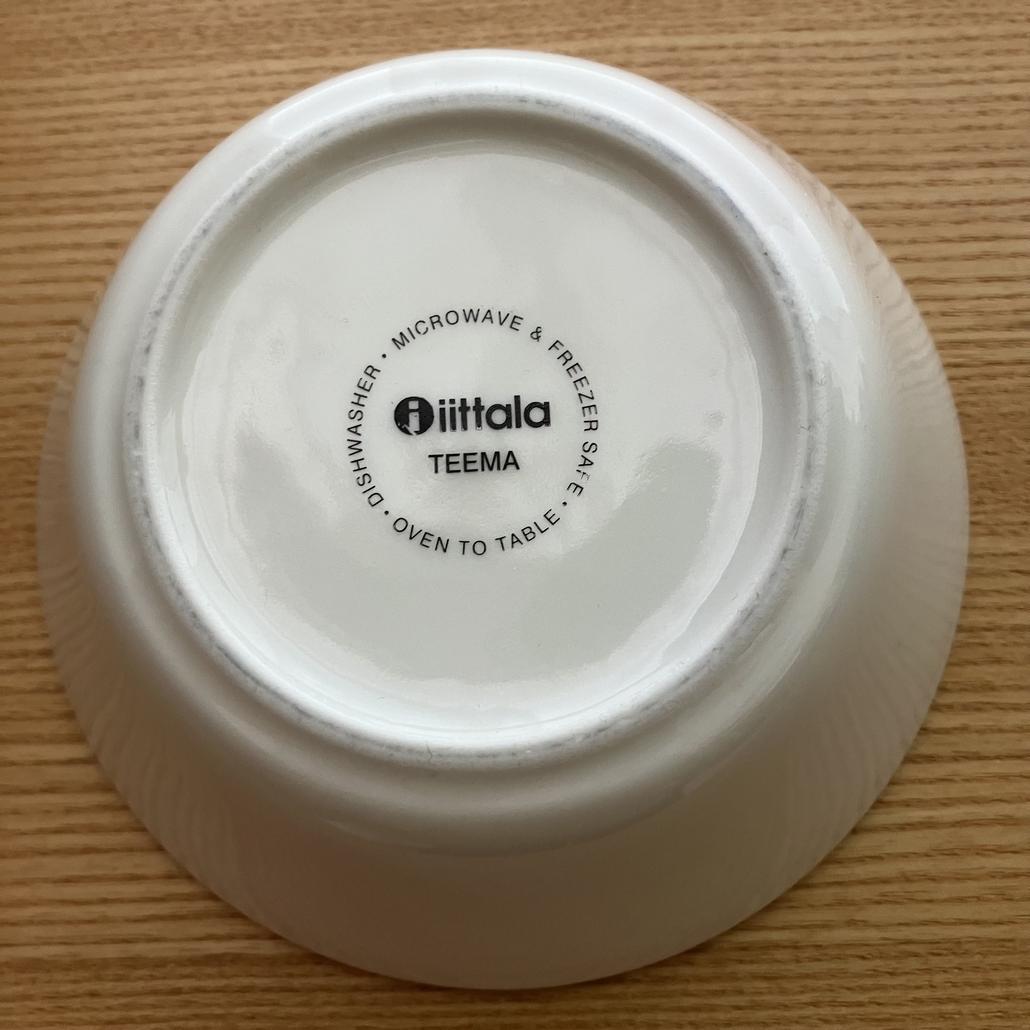 iittala
TEEMA
DISHWASHER • MICROWAVE & FREEZER SAFE • OVEN TO TABLE •